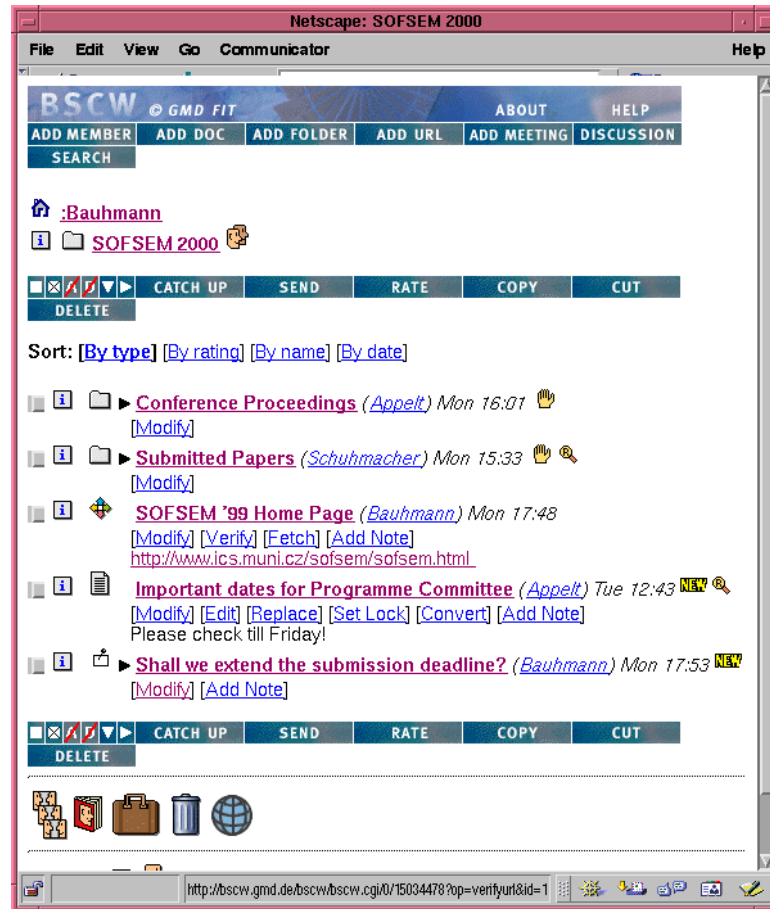 Netscape: SOFSEM 2000
File Edit View Go Communicator Help
BSCW © GMD FIT ABOUT HELP
ADD MEMBER ADD DOC ADD FOLDER ADD URL ADD MEETING DISCUSSION
SEARCH
:Bauhmann
i SOFSEM 2000
CATCH UP SEND RATE COPY CUT
DELETE
Sort: [By type] [By rating] [By name] [By date]
i Conference Proceedings (Appelt) Mon 16:01
[Modify]
i Submitted Papers (Schuhmacher) Mon 15:33 R
[Modify]
i SOFSEM '99 Home Page (Bauhmann) Mon 17:48
[Modify] [Verify] [Fetch] [Add Note]
http://www.ics.muni.cz/sofsem/sofsem.html
i Important dates for Programme Committee (Appelt) Tue 12:43 NEW R
[Modify] [Edit] [Replace] [Set Lock] [Convert] [Add Note]
Please check till Friday!
i Shall we extend the submission deadline? (Bauhmann) Mon 17:53 NEW
[Modify] [Add Note]
CATCH UP SEND RATE COPY CUT
DELETE
http://bscw.gmd.de/bscw/bscw.cgi/0/15034478?op=verifyurl&id=1